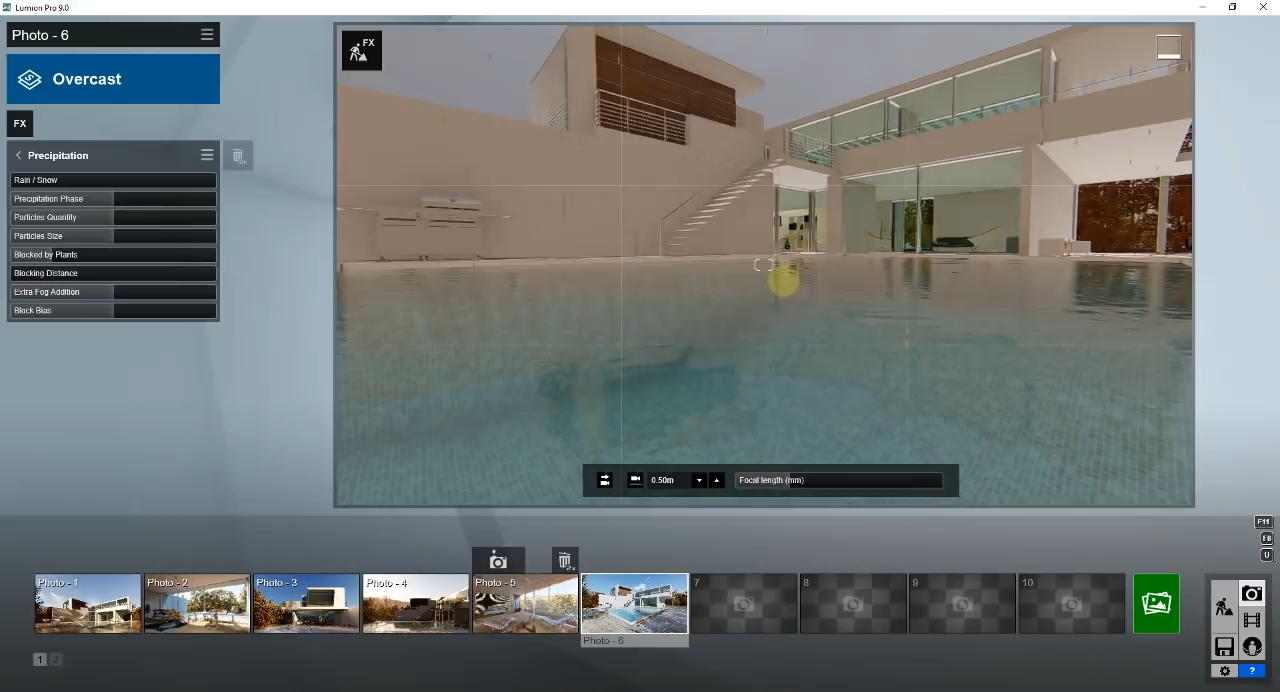 Lumion Pro 9.0
Photo - 6
Overcast
FX
Precipitation
Rain / Snow
Precipitation Phase
Particles Quantity
Particles Size
Blocked by Plants
Blocking Distance
Extra Fog Addition
Block Bias
FX
0.50m
Focal length (mm)
F11
F8
U
Photo - 1
Photo - 2
Photo - 3
Photo - 4
Photo - 5
Photo - 6
7
8
9
10
Photo - 6
1
2
?